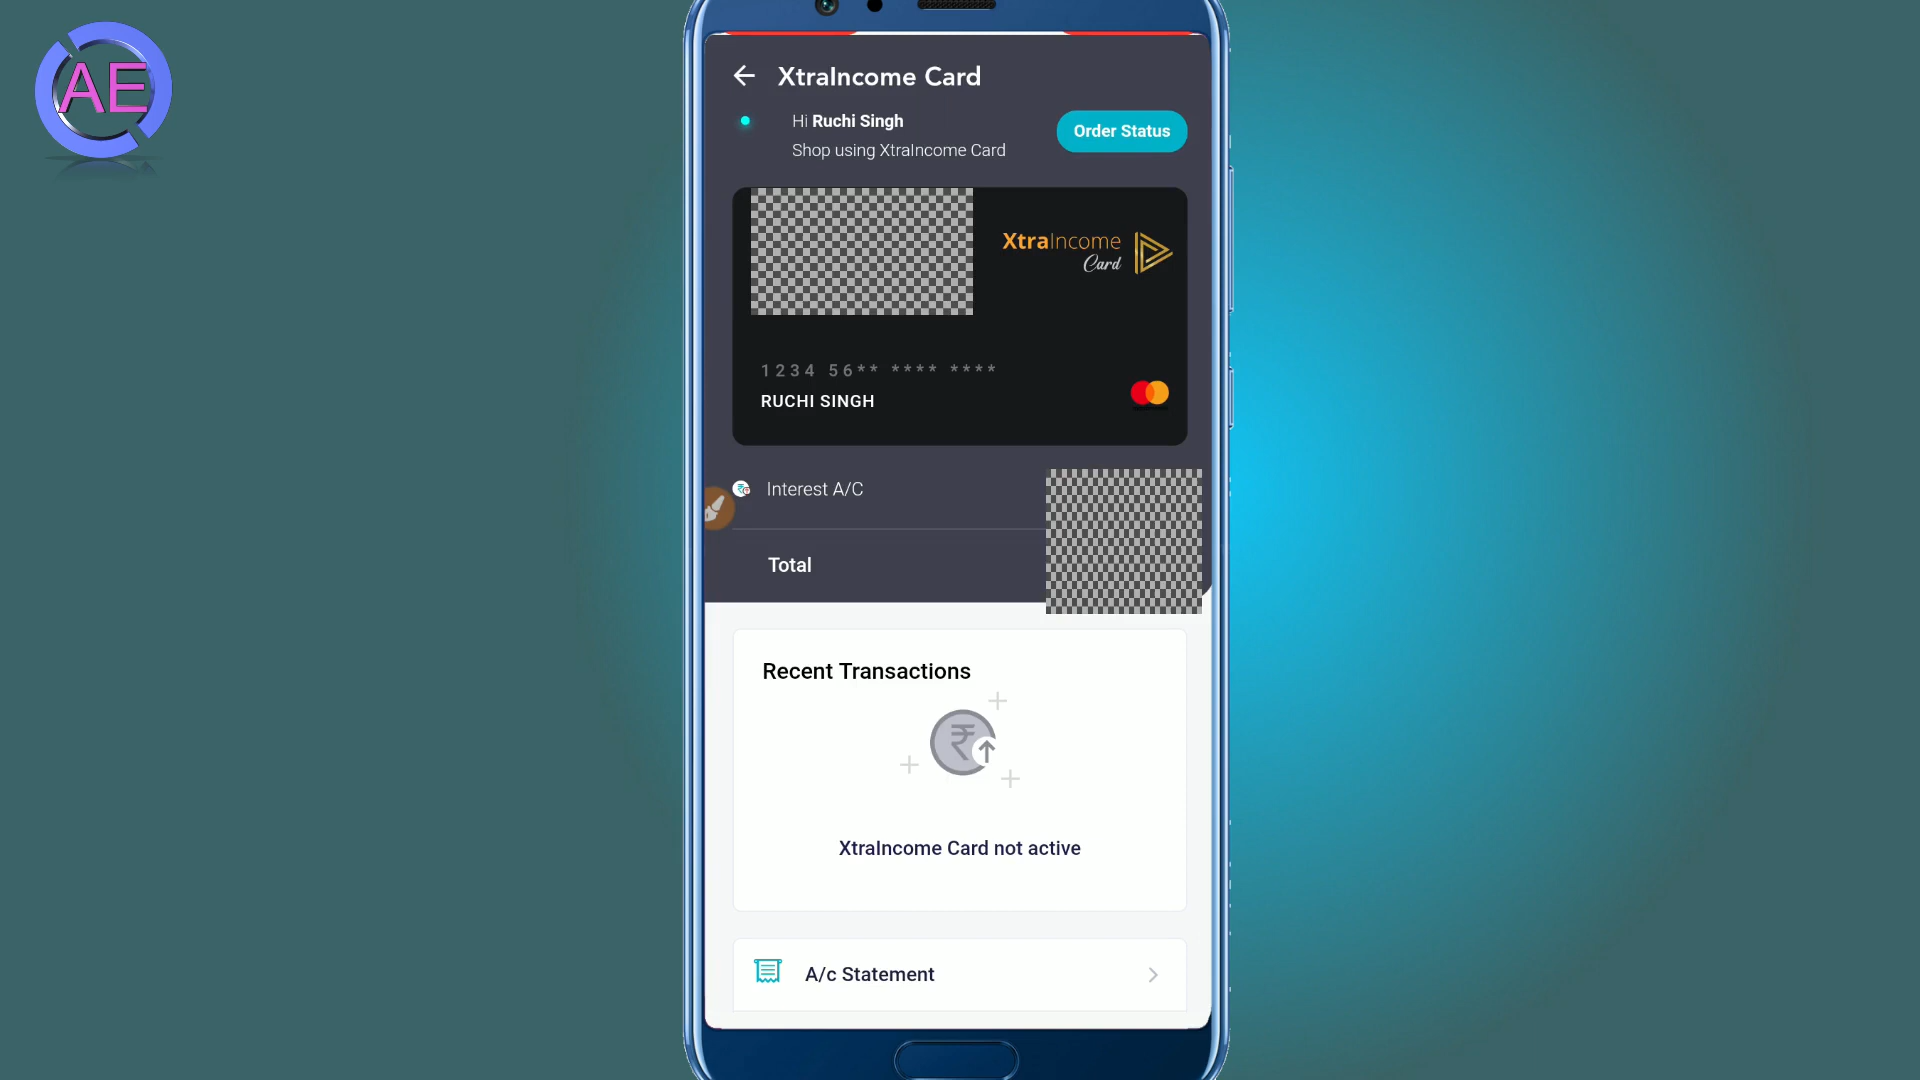 AE
XtraIncome Card
Hi Ruchi Singh
Order Status
Shop using XtraIncome Card
XtraIncome
Card
1234 56** **** ****
RUCHI SINGH
Interest A/C
Total
Recent Transactions
₹
XtraIncome Card not active
A/c Statement